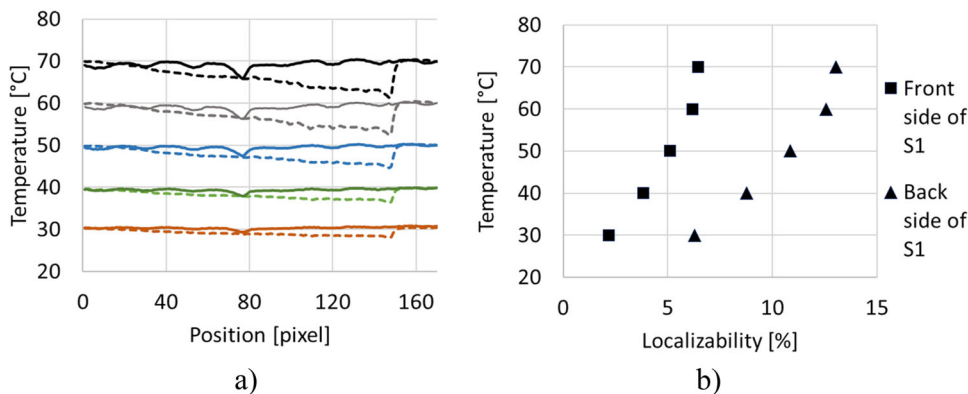 80
70
60
50
40
30
20
Temperature [°C]
0
40
80
120
160
Position [pixel]
a)
80
70
60
50
40
30
20
Temperature [°C]
0
5
10
15
Localizability [%]
Front
side of
S1
Back
side of
S1
b)